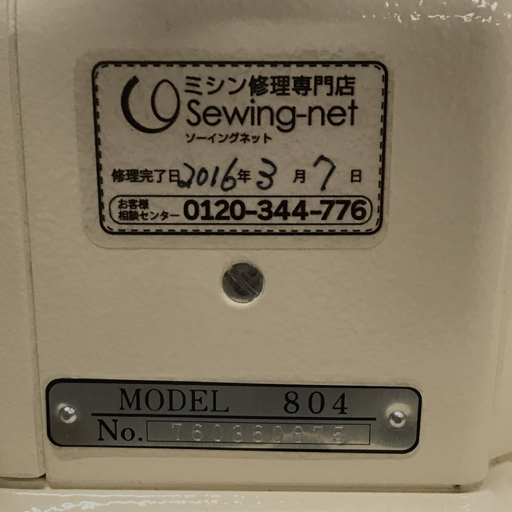 ミシン修理専門店
Sewing-net
ソーイングネット
修理完了日2016年3月7日
お客様
相談センター 0120-344-776
MODEL 804
No.